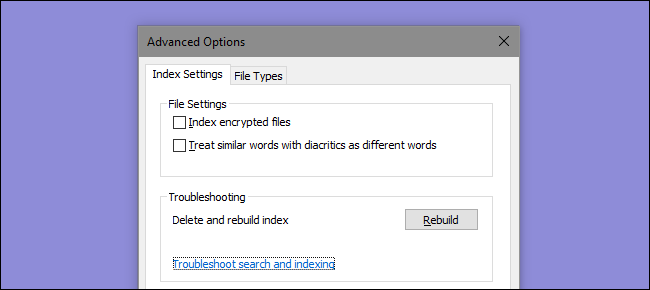 Advanced Options
Index Settings File Types
File Settings
Index encrypted files
Treat similar words with diacritics as different words
Troubleshooting
Delete and rebuild index Rebuild
Troubleshoot search and indexing